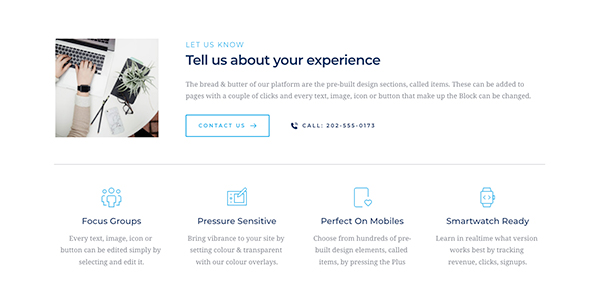 LET US KNOW
Tell us about your experience
The bread & butter of our platform are the pre-built design sections, called items. These can be added to
pages with a couple of clicks and every text, image, icon or button that make up the Block can be changed.
CONTACT US
CALL: 202-555-0173
Focus Groups
Every text, image, icon or
button can be edited simply by
selecting and edit it.
Pressure Sensitive
Bring vibrance to your site by
setting colour & transparent
with our colour overlays.
Perfect On Mobiles
Choose from hundreds of pre-
built design elements, called
items, by pressing the Plus
Smartwatch Ready
Learn in realtime what version
works best by tracking
revenue, clicks, signups.